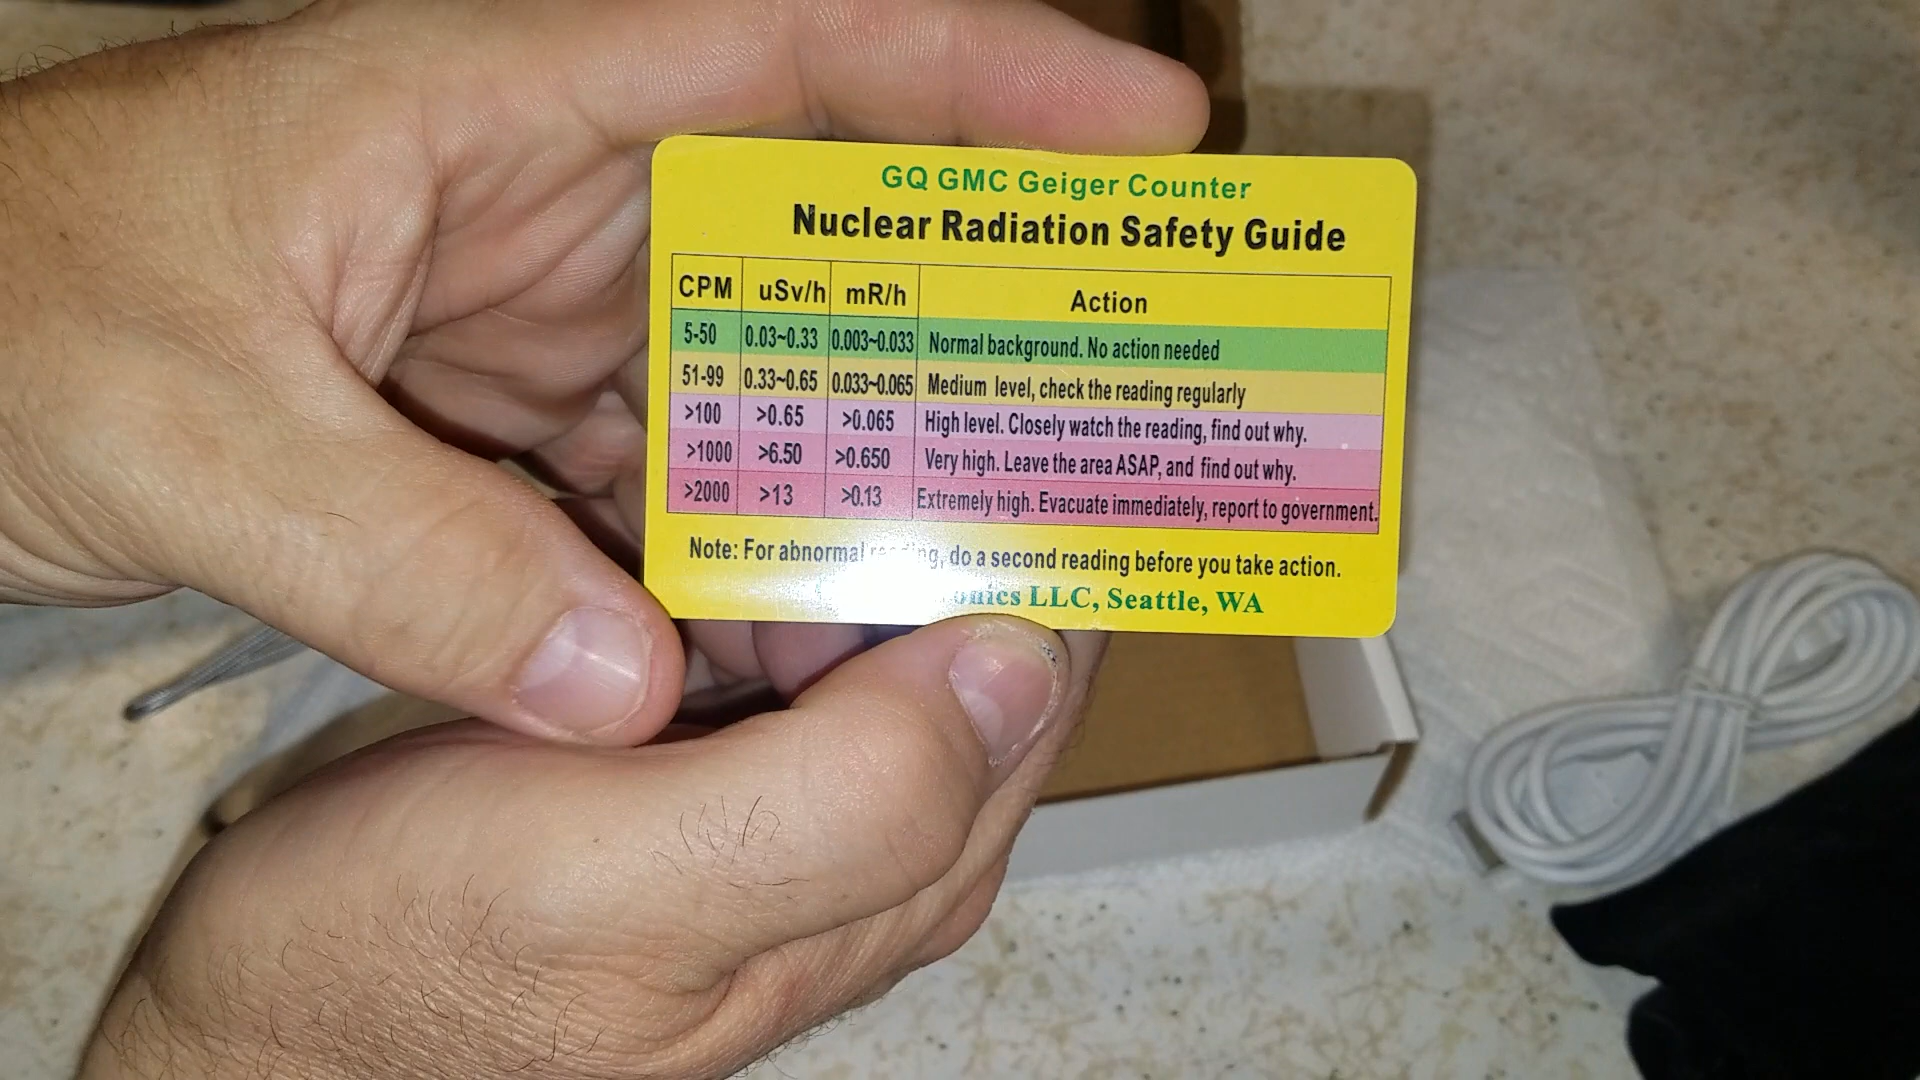 GQ GMC Geiger Counter
Nuclear Radiation Safety Guide
CPM uSv/h mR/h Action
5-50 0.03~0.33 0.003~0.033 Normal background. No action needed
51-99 0.33~0.65 0.033~0.065 Medium level, check the reading regularly
>100 >0.65 >0.065 High level. Closely watch the reading, find out why.
>1000 >6.50 >0.650 Very high. Leave the area ASAP, and find out why.
>2000 >13 >0.13 Extremely high. Evacuate immediately, report to government.
Note: For abnormal do a second reading before you take action.
LLC, Seattle, WA